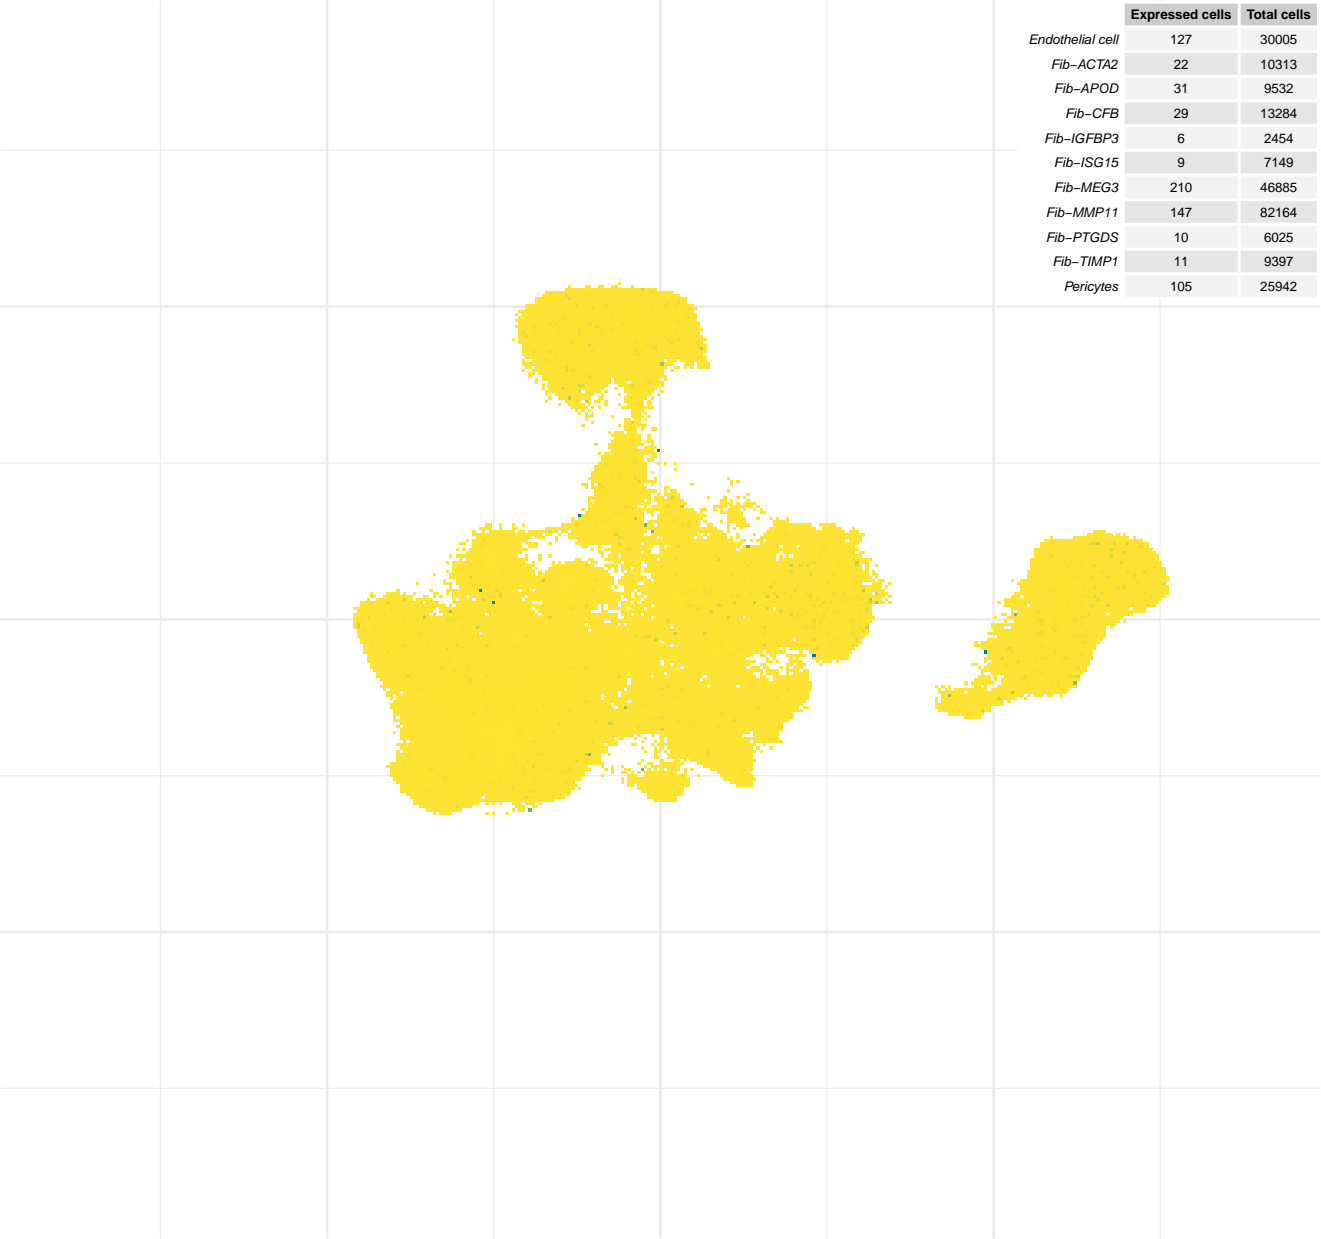 Expressed cells Total cells
Endothelial cell 127 30005
Fib−ACTA2 22 10313
Fib−APOD 31 9532
Fib−CFB 29 13284
Fib−IGFBP3 6 2454
Fib−ISG15 9 7149
Fib−MEG3 210 46885
Fib−MMP11 147 82164
Fib−PTGDS 10 6025
Fib−TIMP1 11 9397
Pericytes 105 25942